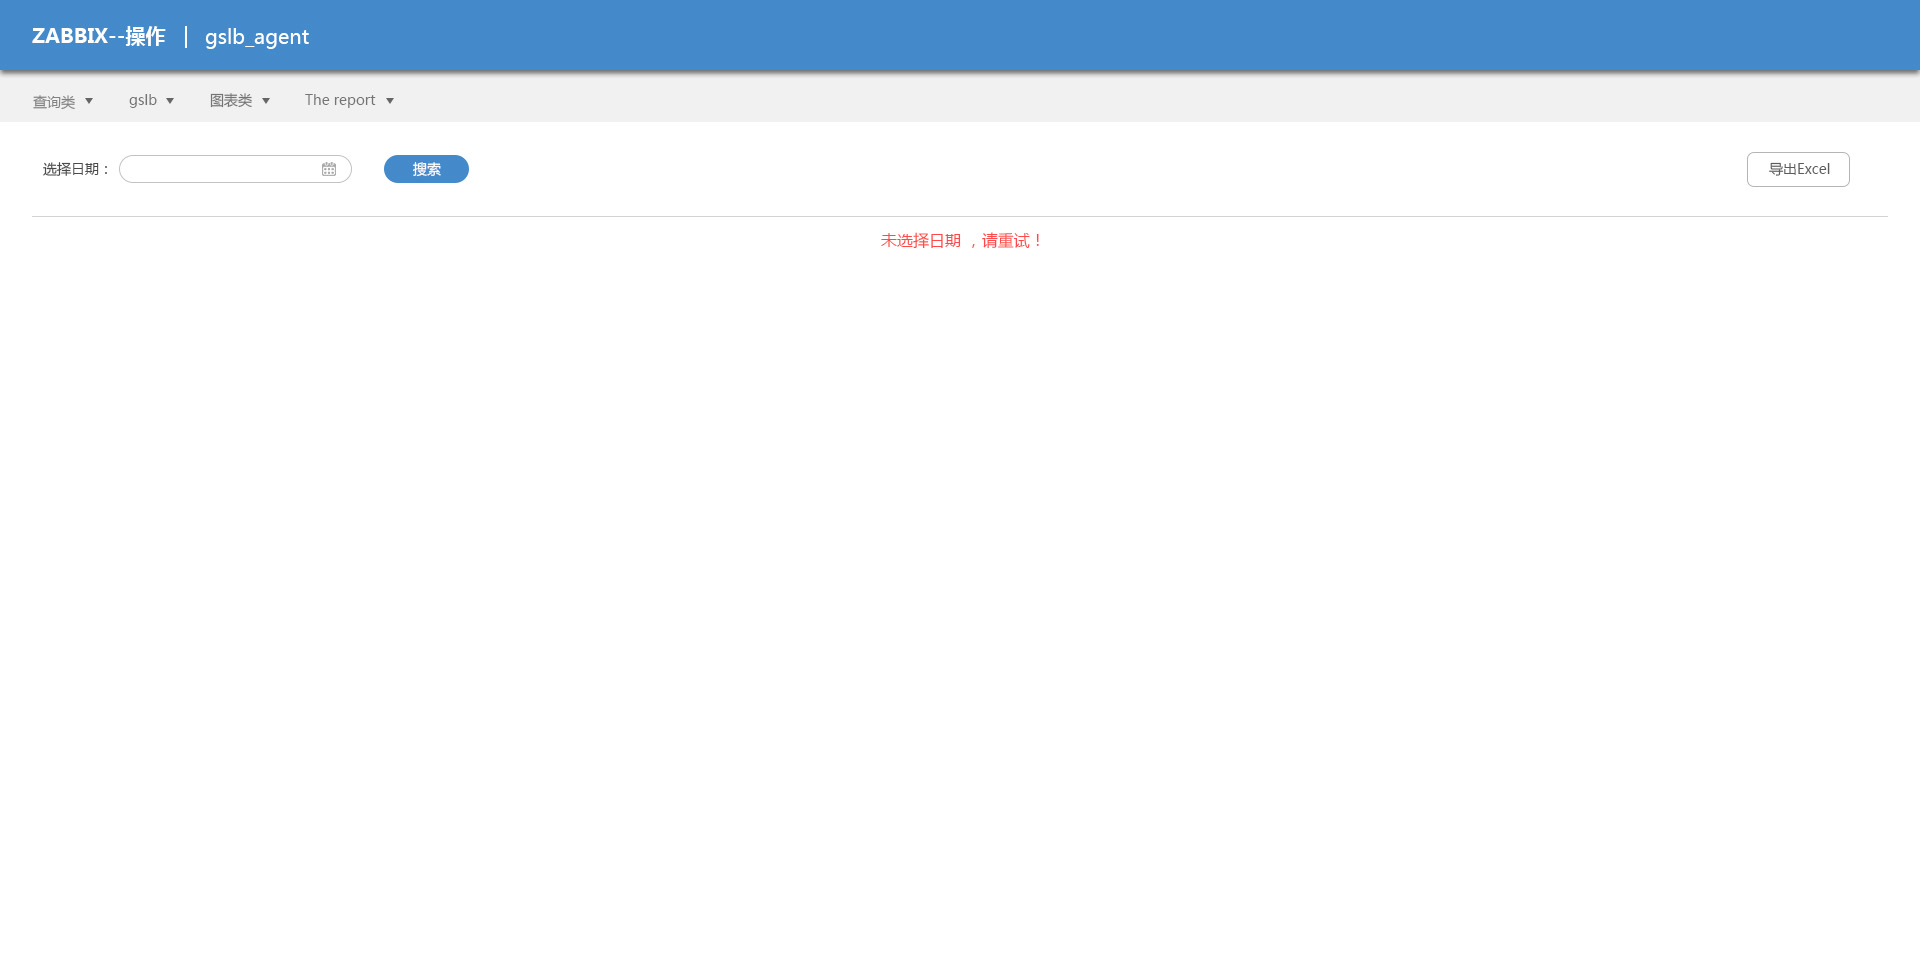 ZABBIX--操作 | gslb_agent
查询类 gslb 图表类 The report
选择日期： 搜索 导出Excel
未选择日期 ，请重试！